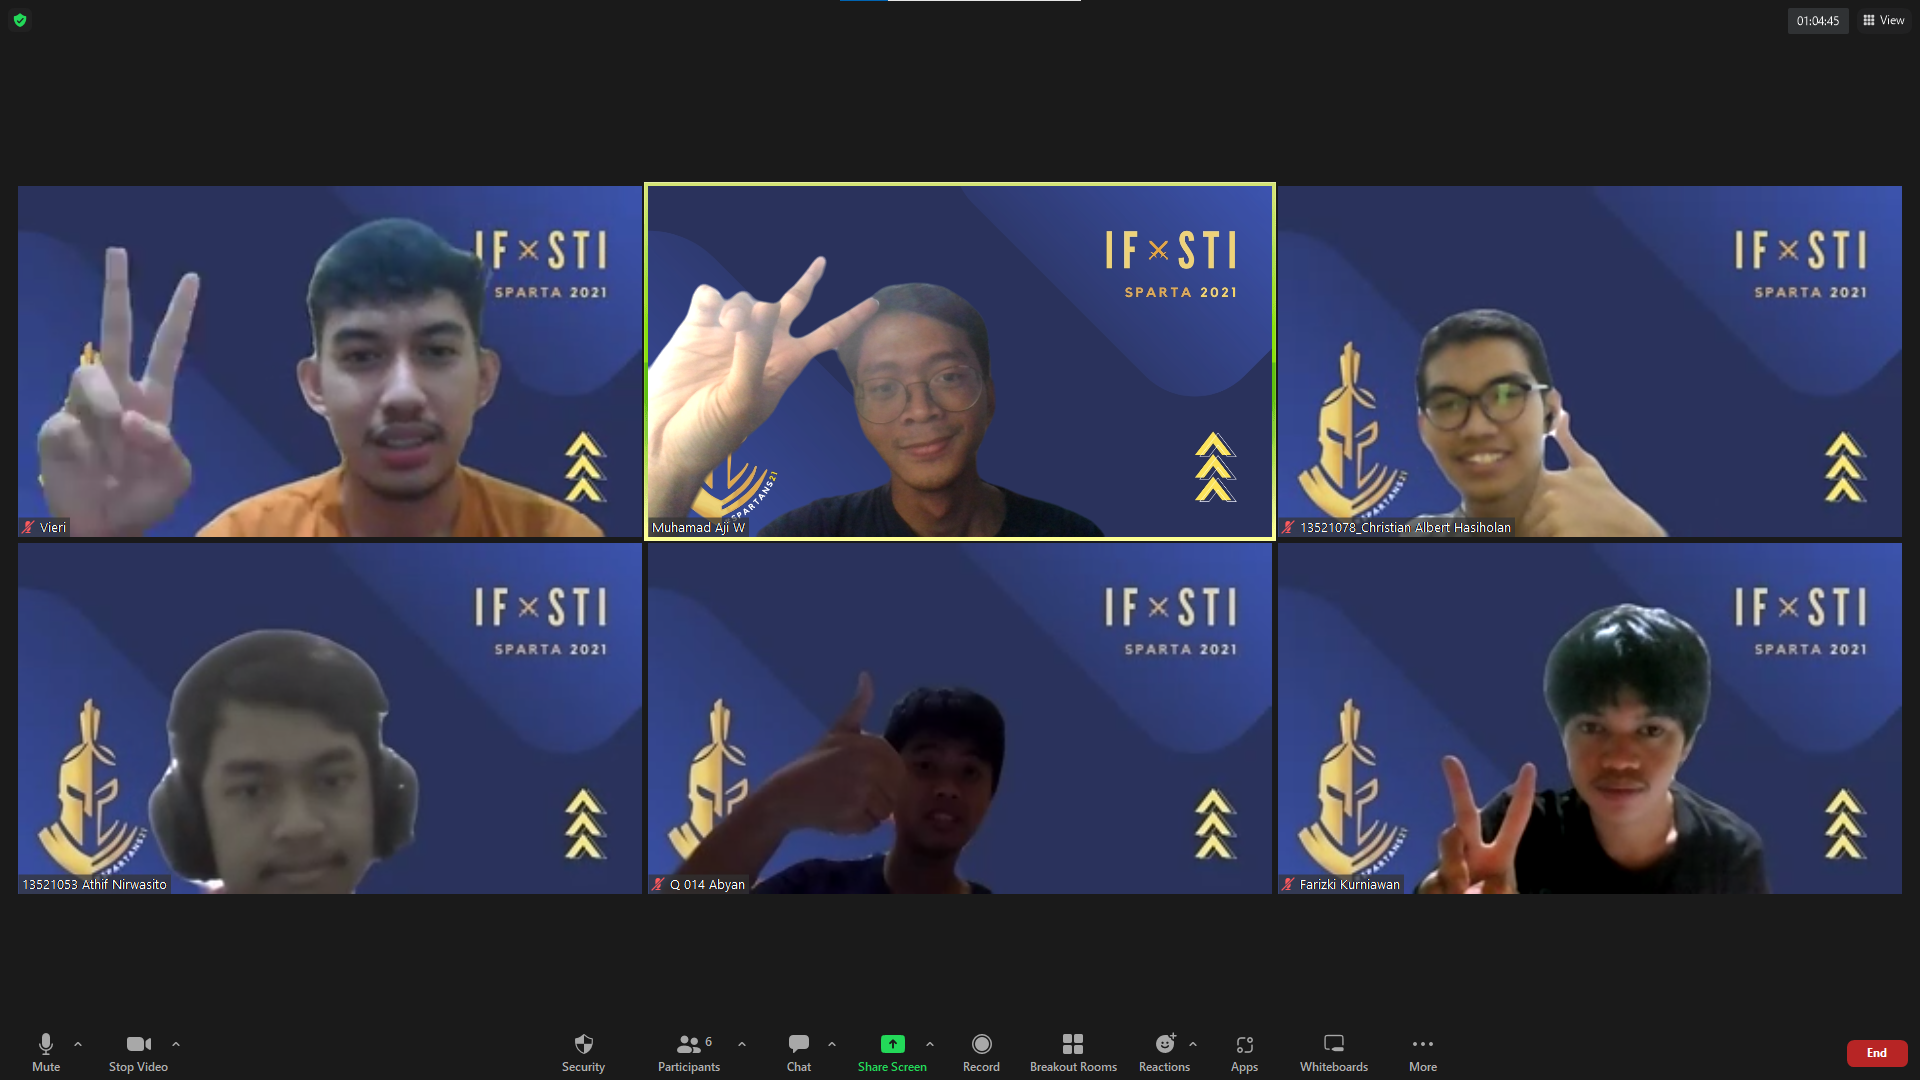 01:04:45
View
IF STI
SPARTA 2021
Vieri
IF STI
SPARTA 2021
SPARTANS21
Muhamad Aji W
IF STI
SPARTA 2021
SPARTANS21
13521078_Christian Albert Hasiholan
IF STI
SPARTA 2021
SPARTANS21
13521053 Athif Nirwasito
IF STI
SPARTA 2021
Q 014 Abyan
IF STI
SPARTA 2021
SPARTANS21
Farizki Kurniawan
Mute
Stop Video
Security
6
Participants
Chat
Share Screen
Record
Breakout Rooms
Reactions
Apps
Whiteboards
More
End